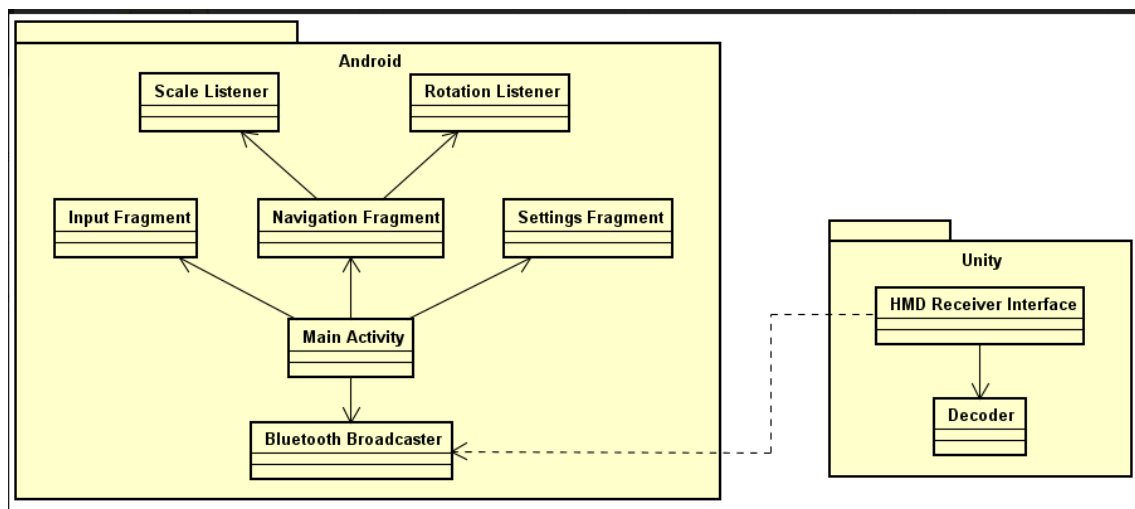 Android
Scale Listener
Rotation Listener
Input Fragment
Navigation Fragment
Settings Fragment
Main Activity
Bluetooth Broadcaster
Unity
HMD Receiver Interface
Decoder